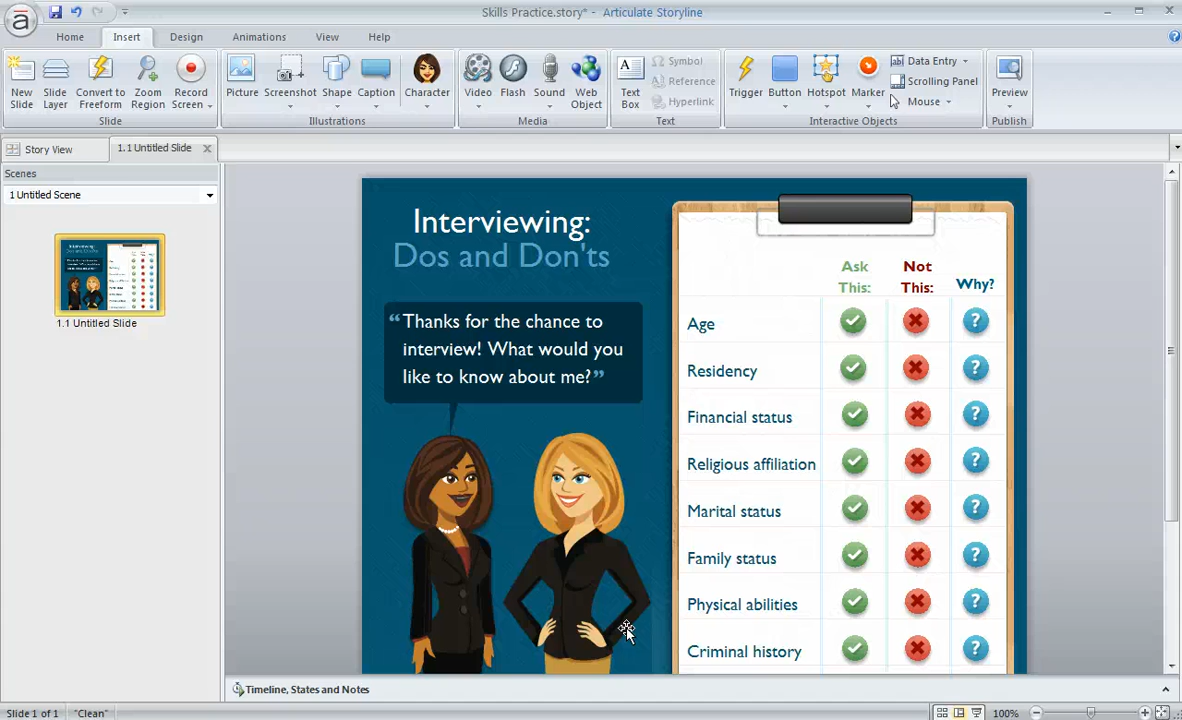 Skills Practice.story* - Articulate Storyline
Home Insert Design Animations View Help
New Slide
Slide Layer
Convert to Freeform
Zoom Region
Record Screen
Slide
Picture
Screenshot
Shape
Caption
Character
Illustrations
Video
Flash
Sound
Web Object
Media
Text Box
Symbol
Reference
Hyperlink
Text
Trigger
Button
Hotspot
Marker
Data Entry
Scrolling Panel
Mouse
Interactive Objects
Preview
Publish
Story View
1.1 Untitled Slide
Scenes
1 Untitled Scene
1.1 Untitled Slide
Interviewing:
Dos and Don'ts
“Thanks for the chance to
interview! What would you
like to know about me?”
Ask This:
Not This:
Why?
Age
Residency
Financial status
Religious affiliation
Marital status
Family status
Physical abilities
Criminal history
Timeline, States and Notes
Slide 1 of 1 "Clean" 100%